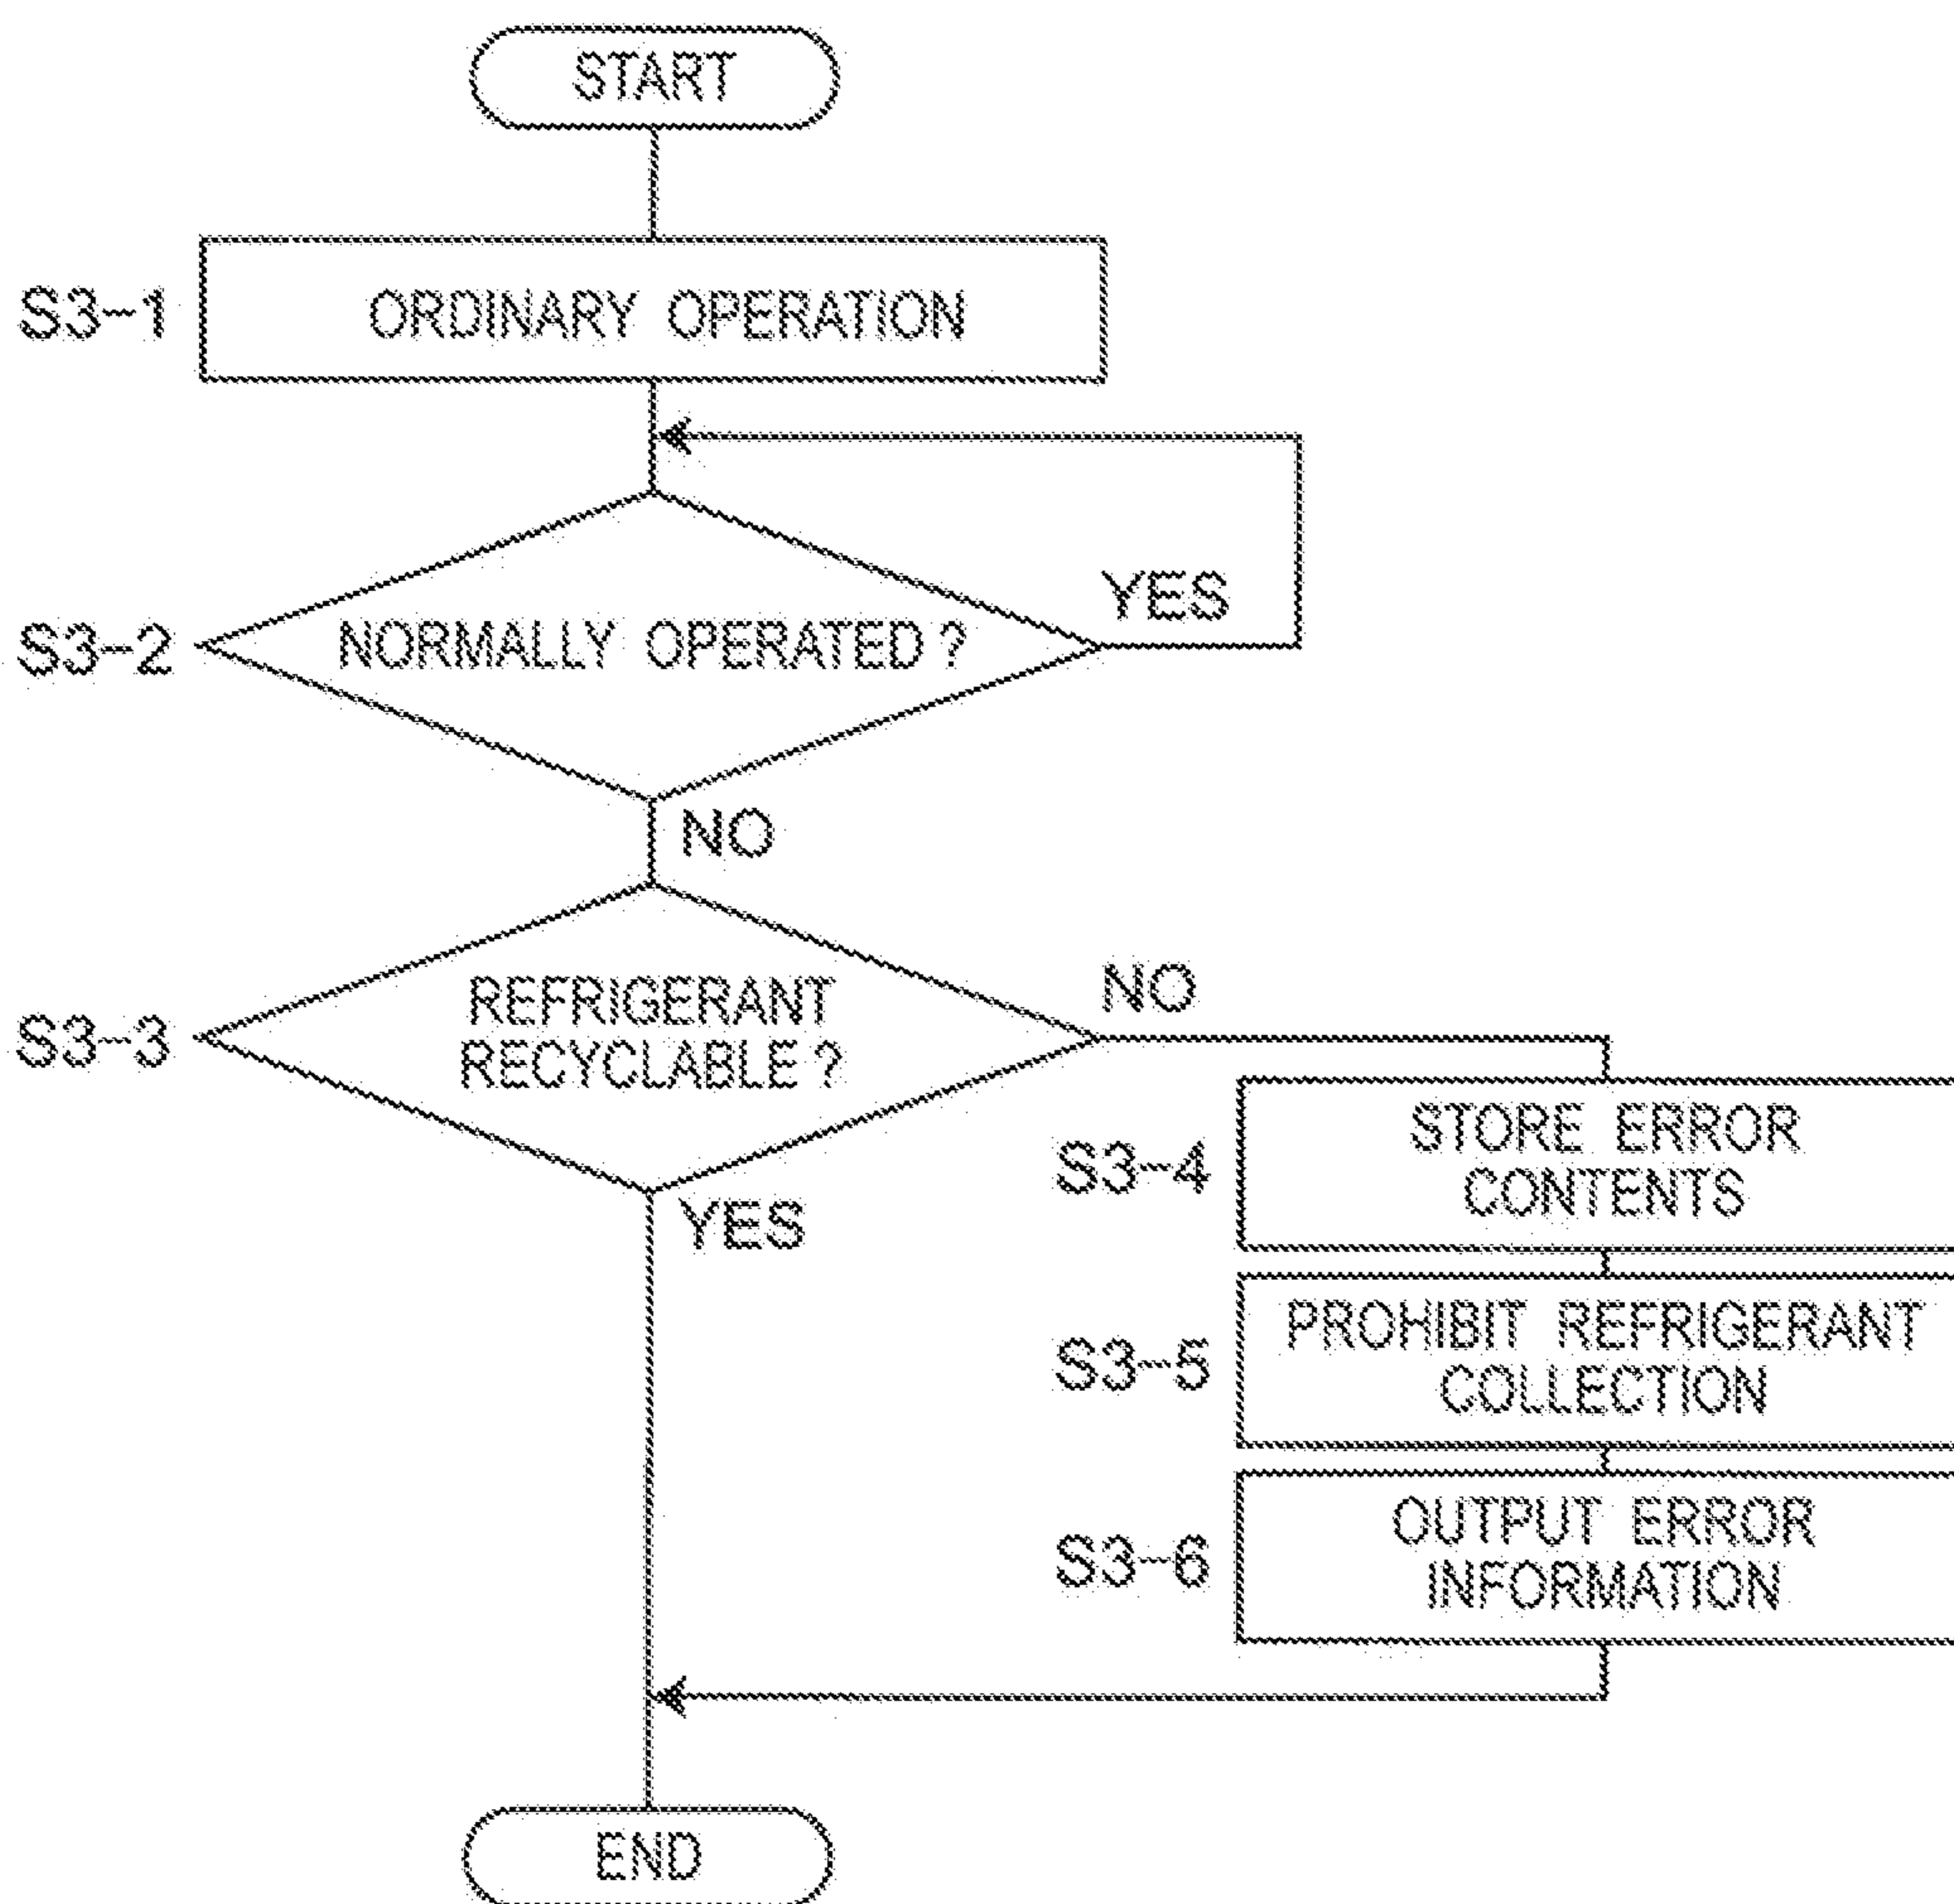 START
S3-1
ORDINARY OPERATION
YES
S3-2
NORMALLY OPERATED ?
NO
S3-3
REFRIGERANT
RECYCLABLE ?
NO
YES
S3-4
STORE ERROR
CONTENTS
S3-5
PROHIBIT REFRIGERANT
COLLECTION
S3-6
OUTPUT ERROR
INFORMATION
END